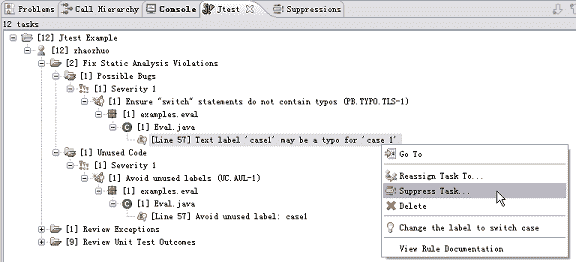 Problems Call Hierarchy Console Jtest Suppressions
12 tasks
[12] Jtest Example
[12] zhaozhuo
[2] Fix Static Analysis Violations
[1] Possible Bugs
[1] Severity 1
[1] Ensure "switch" statements do not contain typos (PB.TYPO.TLS-1)
[1] examples.eval
[1] Eval.java
[Line 57] Text label 'case1' may be a typo for 'case 1'
[1] Unused Code
[1] Severity 1
[1] Avoid unused labels (UC.AUL-1)
[1] examples.eval
[1] Eval.java
[Line 57] Avoid unused label: case1
[1] Review Exceptions
[9] Review Unit Test Outcomes
Go To
Reassign Task To...
Suppress Task...
Delete
Change the label to switch case
View Rule Documentation